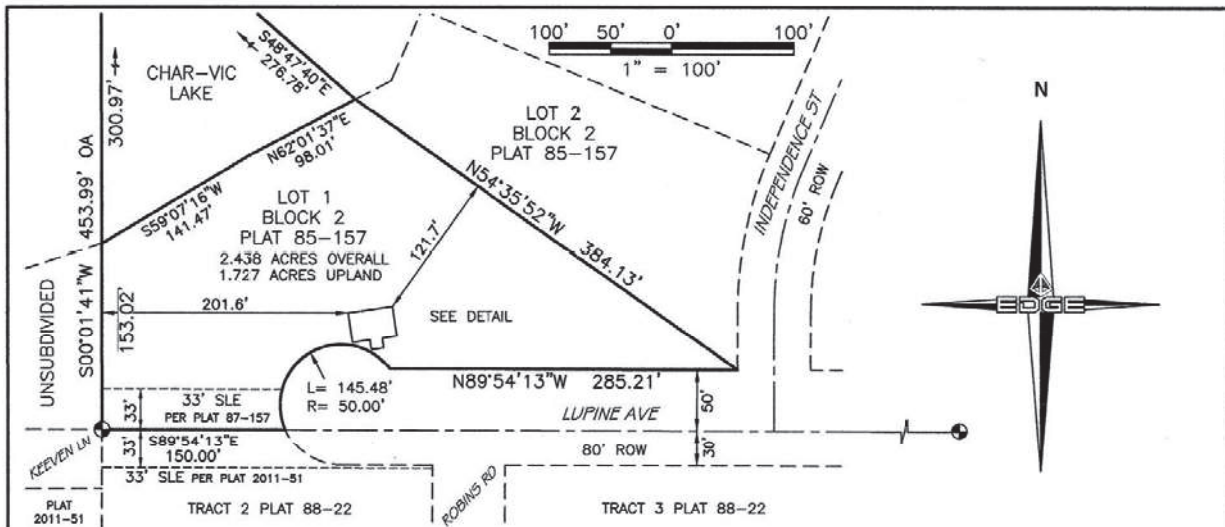 100' 50' 0' 100'
1" = 100'
N
S48°47'40"E
276.78'
CHAR-VIC
LAKE
300.97'
S00°01'41"W 453.99' OA
153.02'
UNSUBDIVIDED
N62°01'37"E
98.01'
S59°07'16"W
141.47'
LOT 2
BLOCK 2
PLAT 85-157
INDEPENDENCE ST
60' ROW
N54°35'52"W 384.13'
LOT 1
BLOCK 2
PLAT 85-157
2.438 ACRES OVERALL
1.727 ACRES UPLAND
121.7'
201.6'
SEE DETAIL
EDGE
L= 145.48'
R= 50.00'
N89°54'13"W 285.21'
33' SLE
PER PLAT 87-157
33'
33'
LUPINE AVE
50'
30'
80' ROW
KEEVEN LN
S89°54'13"E
150.00'
33' SLE PER PLAT 2011-51
PLAT
2011-51
TRACT 2 PLAT 88-22
ROBINS RD
TRACT 3 PLAT 88-22